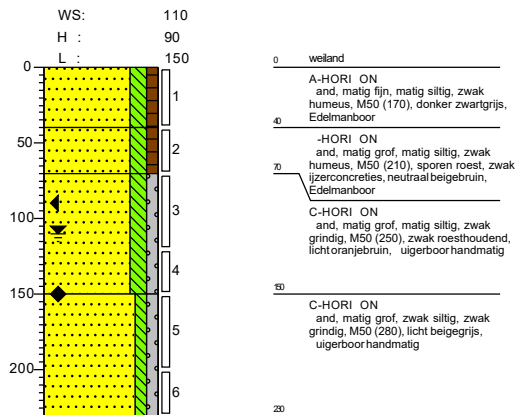 WS: 110
H : 90
L : 150
0
50
100
150
200
1
2
3
4
5
6
0 weiland
A-HORI ON
and, matig fijn, matig siltig, zwak
humeus, M50 (170), donker zwartgrijs,
Edelmanboor
40
-HORI ON
and, matig grof, matig siltig, zwak
humeus, M50 (210), sporen roest, zwak
ijzerconcreties, neutraal beigebruin,
Edelmanboor
70
C-HORI ON
and, matig grof, matig siltig, zwak
grindig, M50 (250), zwak roesthoudend,
licht oranjebruin, uigerboor handmatig
150
C-HORI ON
and, matig grof, zwak siltig, zwak
grindig, M50 (280), licht beigegrijs,
uigerboor handmatig
230